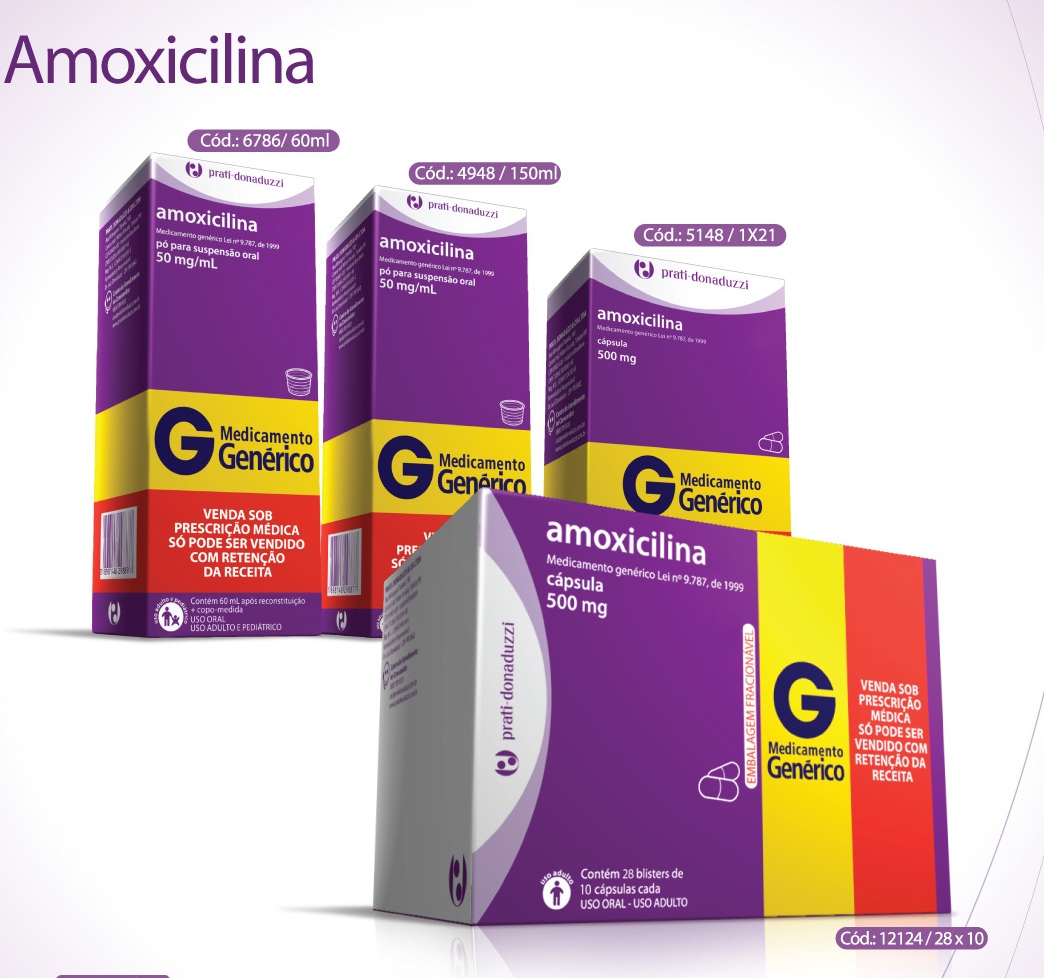 Amoxicilina
Cód.: 6786/ 60ml
prati-donaduzzi
amoxicilina
Medicamento genérico Lei nº 9.787, de 1999
pó para suspensão oral
50 mg/mL
G Medicamento
Genérico
VENDA SOB
PRESCRIÇÃO MÉDICA
SÓ PODE SER VENDIDO
COM RETENÇÃO
DA RECEITA
uso adulto e pediátrico
Contém 60 mL após reconstituição
+ copo-medida
USO ORAL
USO ADULTO E PEDIÁTRICO
Cód.: 4948 / 150ml
prati-donaduzzi
amoxicilina
Medicamento genérico Lei nº 9.787, de 1999
pó para suspensão oral
50 mg/mL
G Medicamento
Genérico
Cód.: 5148 / 1X21
prati-donaduzzi
amoxicilina
Medicamento genérico Lei nº 9.787, de 1999
cápsula
500 mg
G Medicamento
Genérico
prati-donaduzzi
amoxicilina
Medicamento genérico Lei nº 9.787, de 1999
cápsula
500 mg
EMBALAGEM FRACIONÁVEL
G
Medicamento
Genérico
VENDA SOB
PRESCRIÇÃO
MÉDICA
SÓ PODE SER
VENDIDO COM
RETENÇÃO DA
RECEITA
uso adulto
Contém 28 blisters de
10 cápsulas cada
USO ORAL - USO ADULTO
Cód.: 12124 / 28 x 10